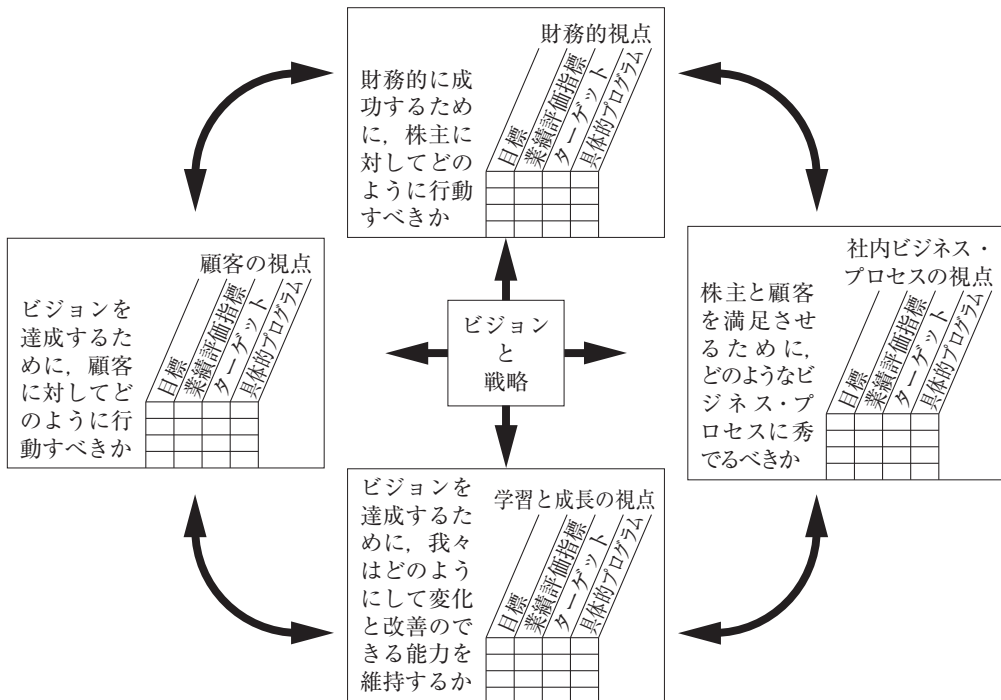 財務的視点
財務的に成
功するため
に，株主に
対してどの
ように行動
すべきか
目標
業績評価指標
ターゲット
具体的プログラム
顧客の視点
ビジョンを
達成するた
めに，顧客
に対してど
のように行
動すべきか
目標
業績評価指標
ターゲット
具体的プログラム
ビジョン
と
戦略
社内ビジネス・
プロセスの視点
株主と顧客
を満足させ
るために，
どのようなビ
ジネス・プ
ロセスに秀
でるべきか
目標
業績評価指標
ターゲット
具体的プログラム
学習と成長の視点
ビジョンを
達成するた
めに，我々
はどのよう
にして変化
と改善ので
きる能力を
維持するか
目標
業績評価指標
ターゲット
具体的プログラム